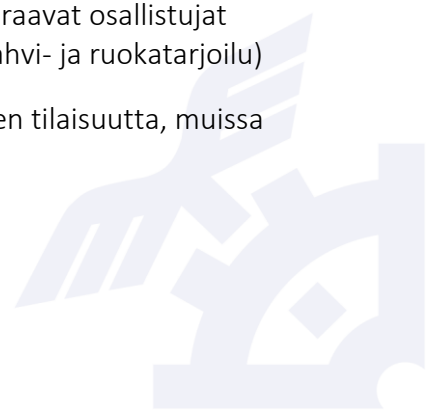 raavat osallistujat
ahvi- ja ruokatarjoilu)
en tilaisuutta, muissa